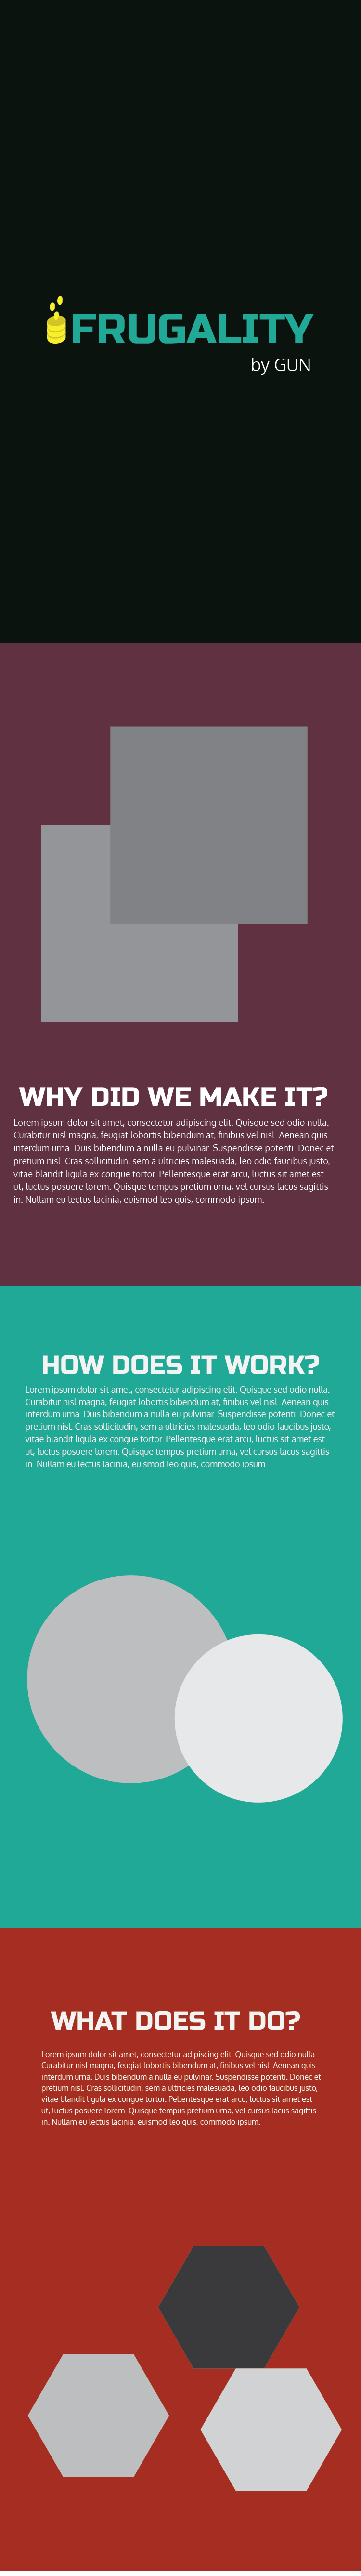 FRUGALITY
by GUN
WHY DID WE MAKE IT?
Lorem ipsum dolor sit amet, consectetur adipiscing elit. Quisque sed odio nulla.
Curabitur nisl magna, feugiat lobortis bibendum at, finibus vel nisl. Aenean quis
interdum urna. Duis bibendum a nulla eu pulvinar. Suspendisse potenti. Donec et
pretium nisl. Cras sollicitudin, sem a ultricies malesuada, leo odio faucibus justo,
vitae blandit ligula ex congue tortor. Pellentesque erat arcu, luctus sit amet est
ut, luctus posuere lorem. Quisque tempus pretium urna, vel cursus lacus sagittis
in. Nullam eu lectus lacinia, euismod leo quis, commodo ipsum.
HOW DOES IT WORK?
Lorem ipsum dolor sit amet, consectetur adipiscing elit. Quisque sed odio nulla.
Curabitur nisl magna, feugiat lobortis bibendum at, finibus vel nisl. Aenean quis
interdum urna. Duis bibendum a nulla eu pulvinar. Suspendisse potenti. Donec et
pretium nisl. Cras sollicitudin, sem a ultricies malesuada, leo odio faucibus justo,
vitae blandit ligula ex congue tortor. Pellentesque erat arcu, luctus sit amet est
ut, luctus posuere lorem. Quisque tempus pretium urna, vel cursus lacus sagittis
in. Nullam eu lectus lacinia, euismod leo quis, commodo ipsum.
WHAT DOES IT DO?
Lorem ipsum dolor sit amet, consectetur adipiscing elit. Quisque sed odio nulla.
Curabitur nisl magna, feugiat lobortis bibendum at, finibus vel nisl. Aenean quis
interdum urna. Duis bibendum a nulla eu pulvinar. Suspendisse potenti. Donec et
pretium nisl. Cras sollicitudin, sem a ultricies malesuada, leo odio faucibus justo,
vitae blandit ligula ex congue tortor. Pellentesque erat arcu, luctus sit amet est
ut, luctus posuere lorem. Quisque tempus pretium urna, vel cursus lacus sagittis
in. Nullam eu lectus lacinia, euismod leo quis, commodo ipsum.